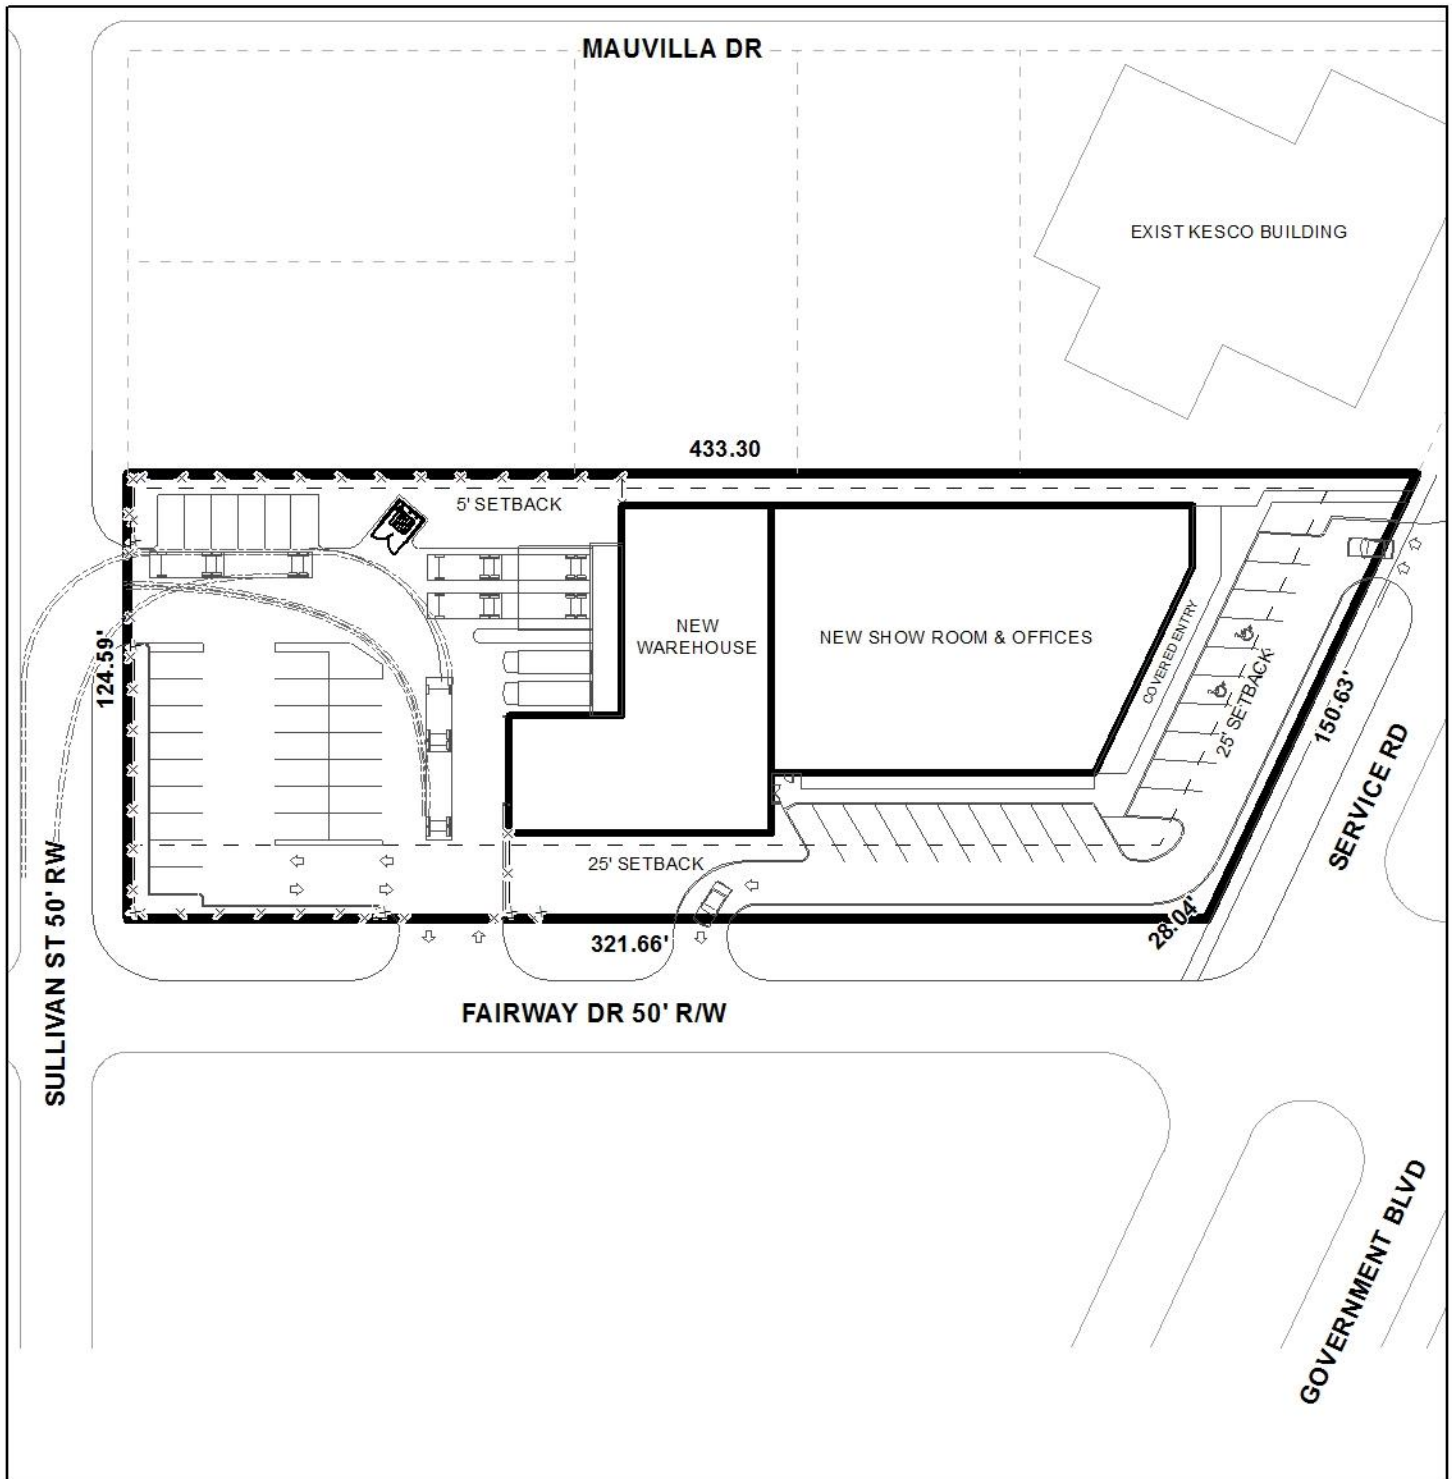 MAUVILLA DR
EXIST KESCO BUILDING
433.30
5' SETBACK
NEW
WAREHOUSE
NEW SHOW ROOM & OFFICES
COVERED ENTRY
25' SETBACK
124.59'
150.63'
SERVICE RD
25' SETBACK
28.04'
321.66'
SULLIVAN ST 50' RW
FAIRWAY DR 50' R/W
GOVERNMENT BLVD